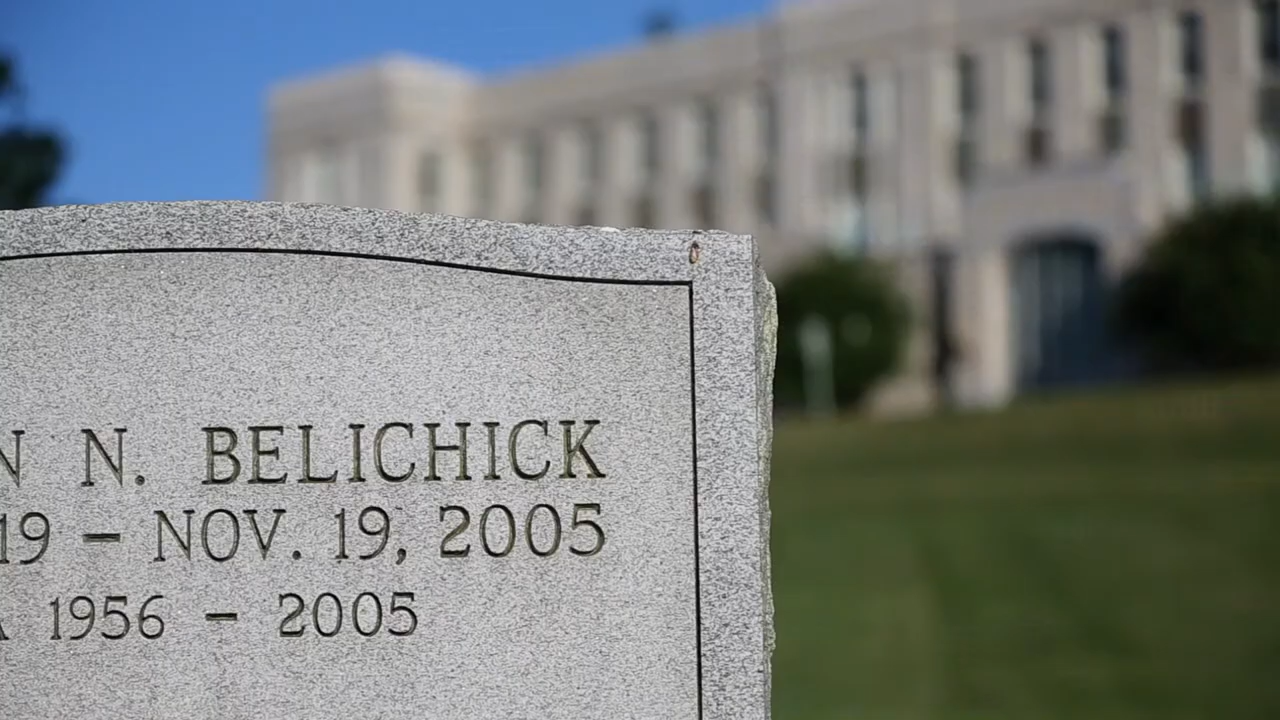 N N. BELICHICK
19 – NOV. 19, 2005
A 1956 – 2005